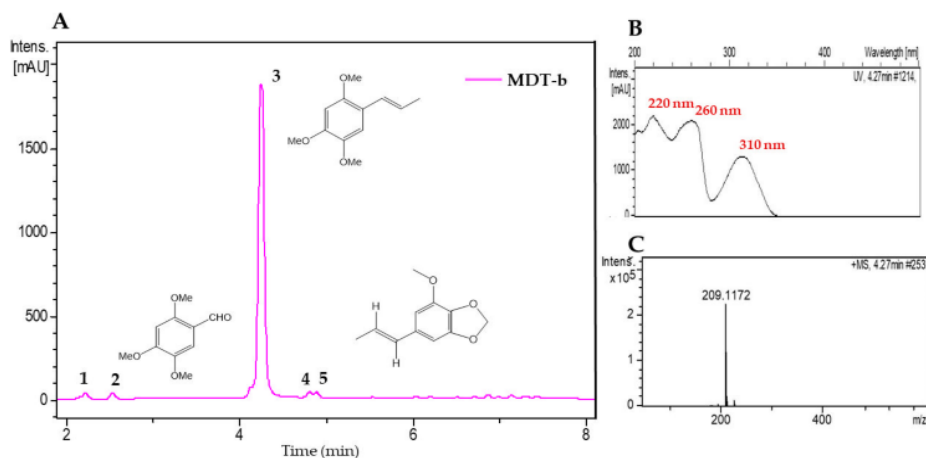 A
Intens.
[mAU]
1500
1000
500
0
2
4
6
8
Time (min)
MDT-b
1
2
3
4
5
OMe
MeO
OMe
OMe
MeO
OMe
CHO
O
H
H
O
O
B
200
300
400
Wavelength [nm]
Intens.
[mAU]
UV, 4.27min #1214,
2000
1000
0
220 nm
260 nm
310 nm
C
Intens.
x10⁵
+MS, 4.27min #253
209.1172
2
1
0
200
400
m/z